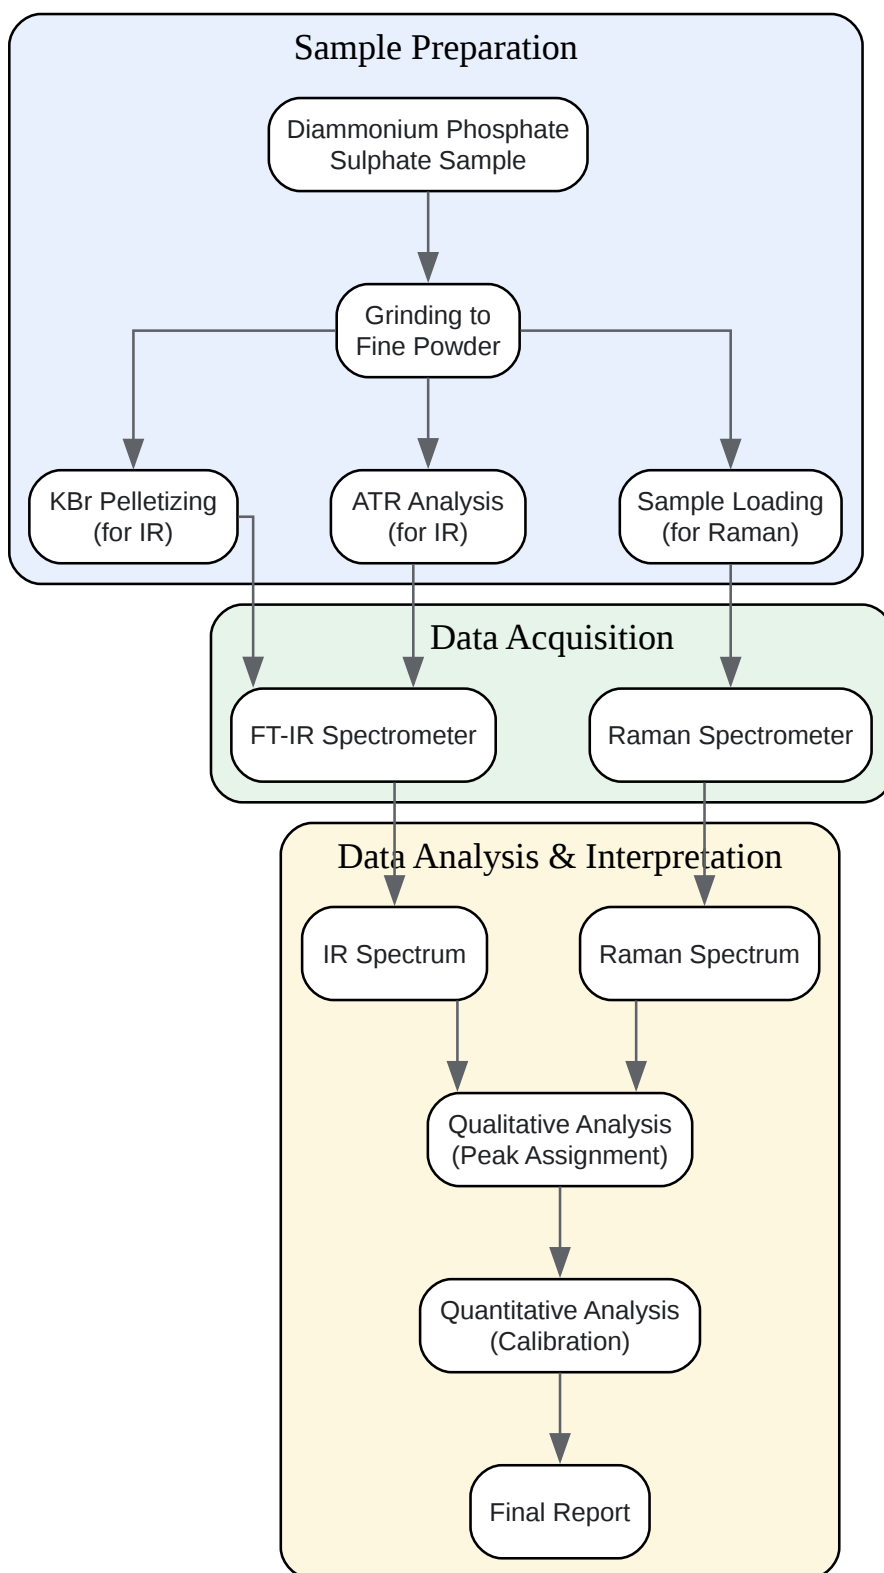 Sample Preparation
Diammonium Phosphate
Sulphate Sample
Grinding to
Fine Powder
KBr Pelletizing
(for IR)
ATR Analysis
(for IR)
Sample Loading
(for Raman)
Data Acquisition
FT-IR Spectrometer
Raman Spectrometer
Data Analysis & Interpretation
IR Spectrum
Raman Spectrum
Qualitative Analysis
(Peak Assignment)
Quantitative Analysis
(Calibration)
Final Report